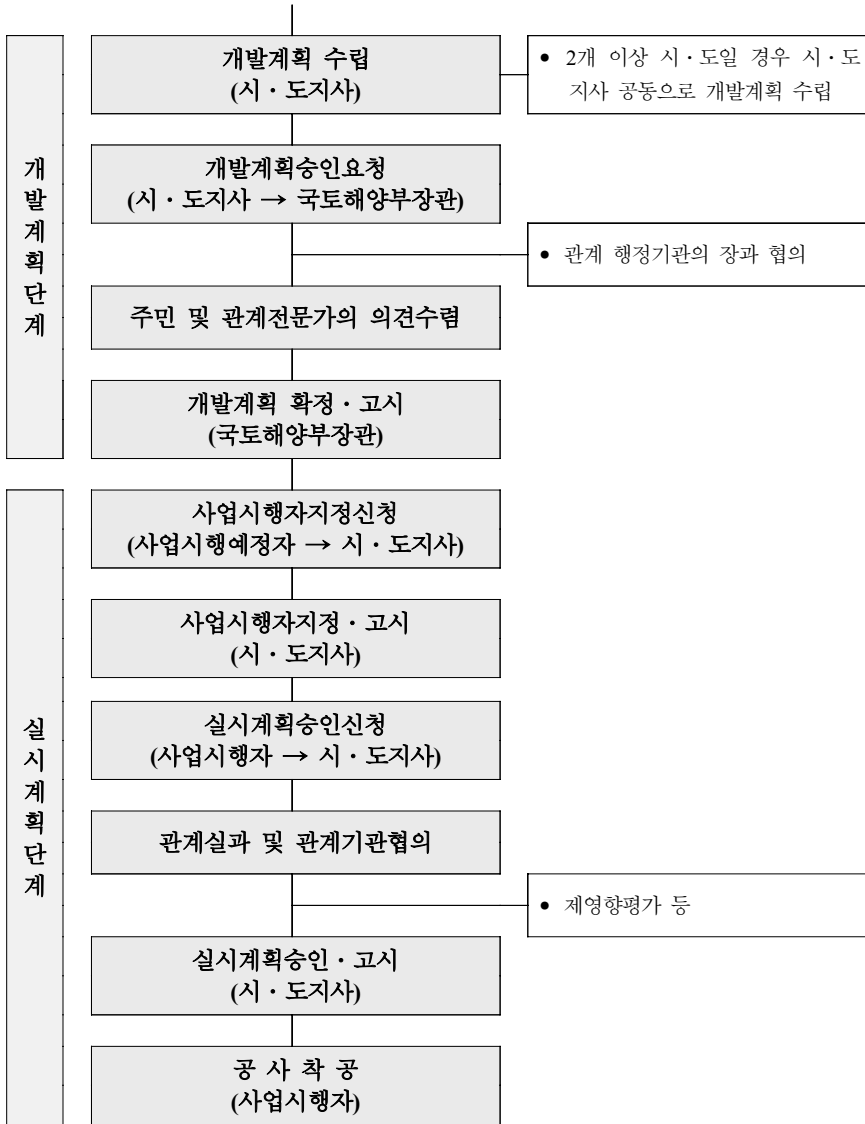 개발계획 수립
(시·도지사)
• 2개 이상 시·도일 경우 시·도
지사 공동으로 개발계획 수립
개발계획단계
개발계획승인요청
(시·도지사 → 국토해양부장관)
• 관계 행정기관의 장과 협의
주민 및 관계전문가의 의견수렴
개발계획 확정·고시
(국토해양부장관)
사업시행자지정신청
(사업시행예정자 → 시·도지사)
사업시행자지정·고시
(시·도지사)
실시계획단계
실시계획승인신청
(사업시행자 → 시·도지사)
관계실과 및 관계기관협의
• 제영향평가 등
실시계획승인·고시
(시·도지사)
공 사 착 공
(사업시행자)